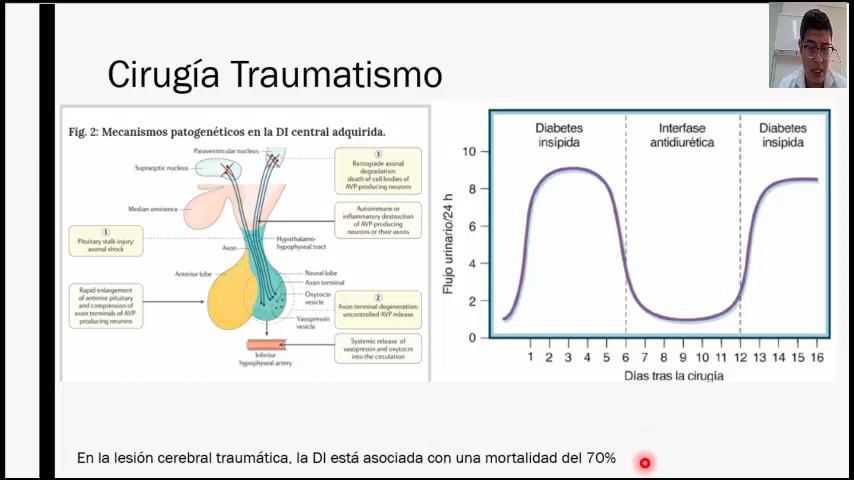 Cirugía Traumatismo
Fig. 2: Mecanismos patogenéticos en la DI central adquirida.
Paraventricular nucleus
Supraoptic nucleus
3
Retrograde axonal
degradation:
death of cell bodies of
AVP-producing neurons
Median eminence
Autoimmune or
inflammatory destruction
of AVP-producing
neurons or their axons
1
Pituitary stalk injury:
axonal shock
Axon
Hypothalamo-
hypophyseal tract
Anterior lobe
Neural lobe
Axon terminal
Oxytocin
vesicle
Vasopressin
vesicle
Rapid enlargement
of anterior pituitary
and compression of
axon terminals of AVP-
producing neurons
2
Axon terminal degeneration:
uncontrolled AVP release
Systemic release of
vasopressin and oxytocin
into the circulation
Inferior
hypophyseal artery
Diabetes
insípida
Interfase
antidiurética
Diabetes
insípida
Flujo urinario/24 h
10
8
6
4
2
0
1 2 3 4 5 6 7 8 9 10 11 12 13 14 15 16
Días tras la cirugía
En la lesión cerebral traumática, la DI está asociada con una mortalidad del 70%